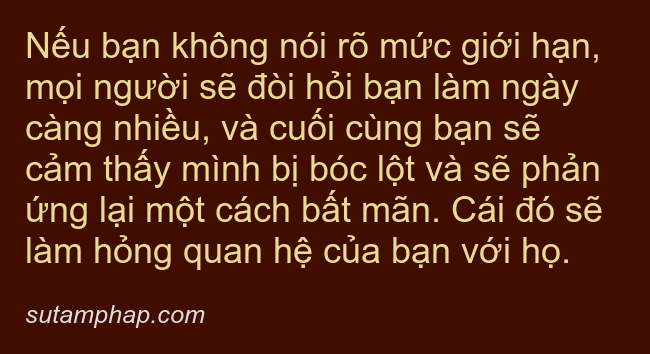 Nếu bạn không nói rõ mức giới hạn,
mọi người sẽ đòi hỏi bạn làm ngày
càng nhiều, và cuối cùng bạn sẽ
cảm thấy mình bị bóc lột và sẽ phản
ứng lại một cách bất mãn. Cái đó sẽ
làm hỏng quan hệ của bạn với họ.
sutamphap.com